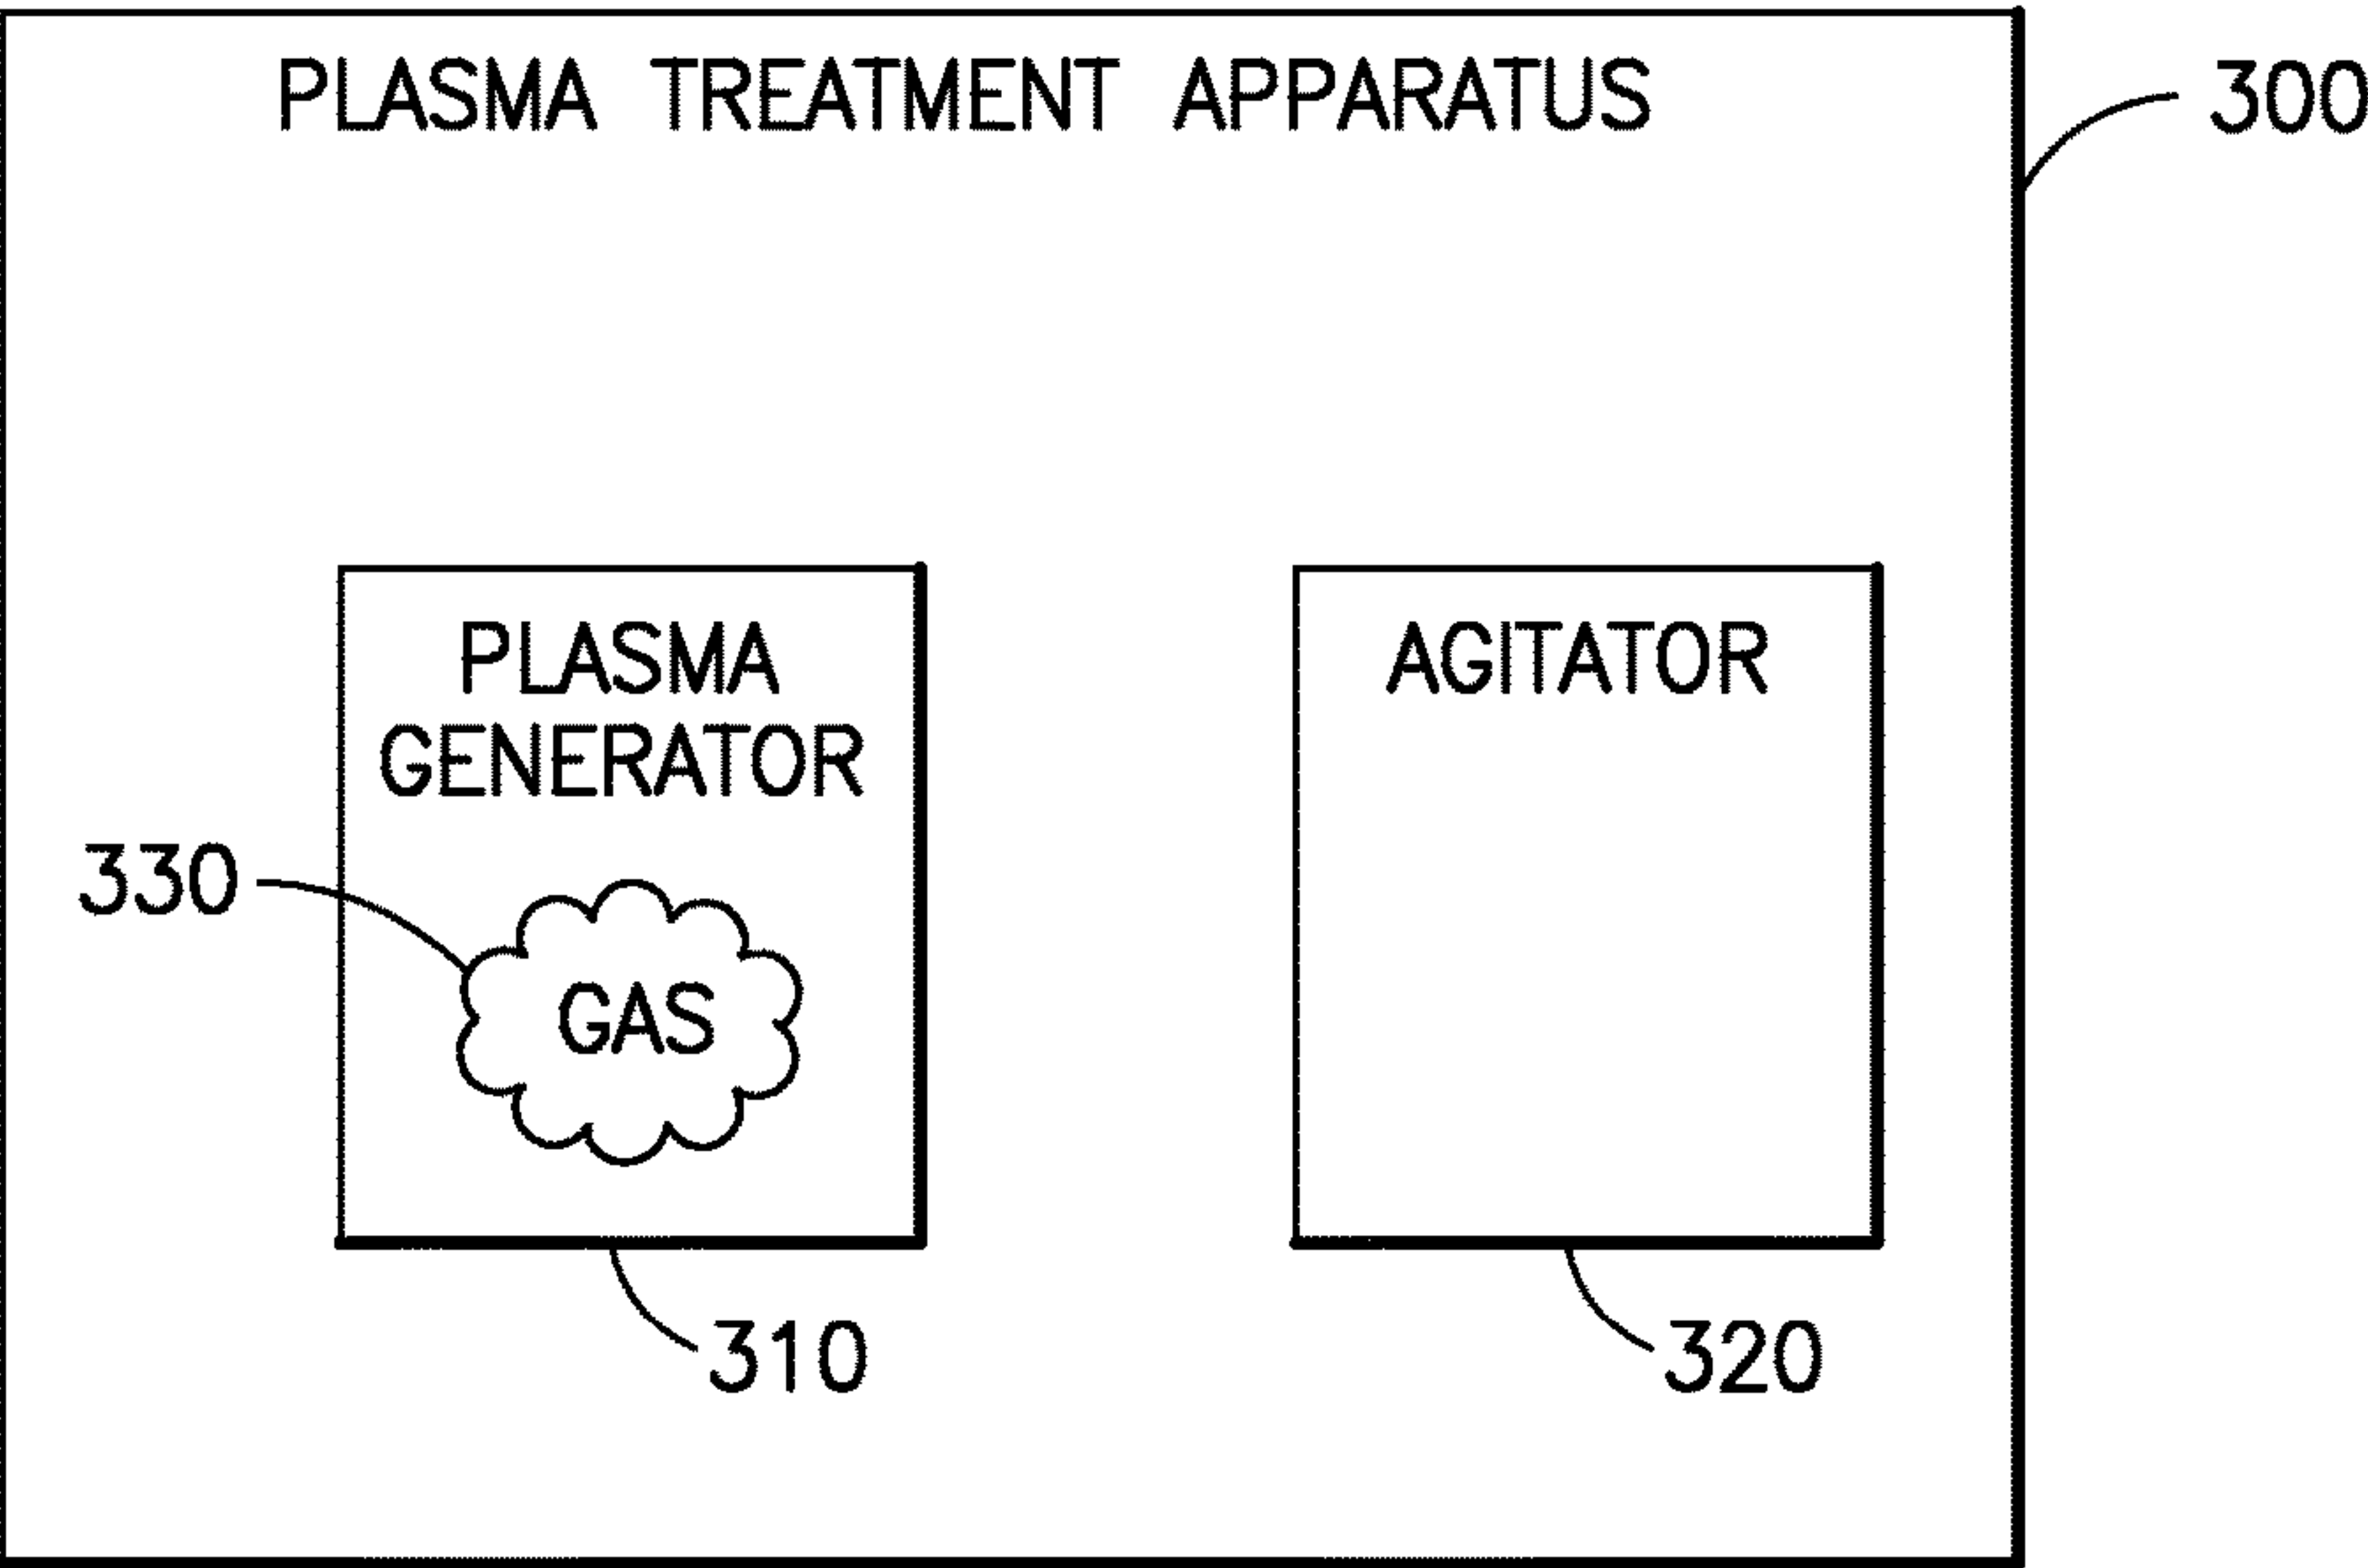 PLASMA TREATMENT APPARATUS
300
PLASMA
GENERATOR
330
GAS
310
AGITATOR
320